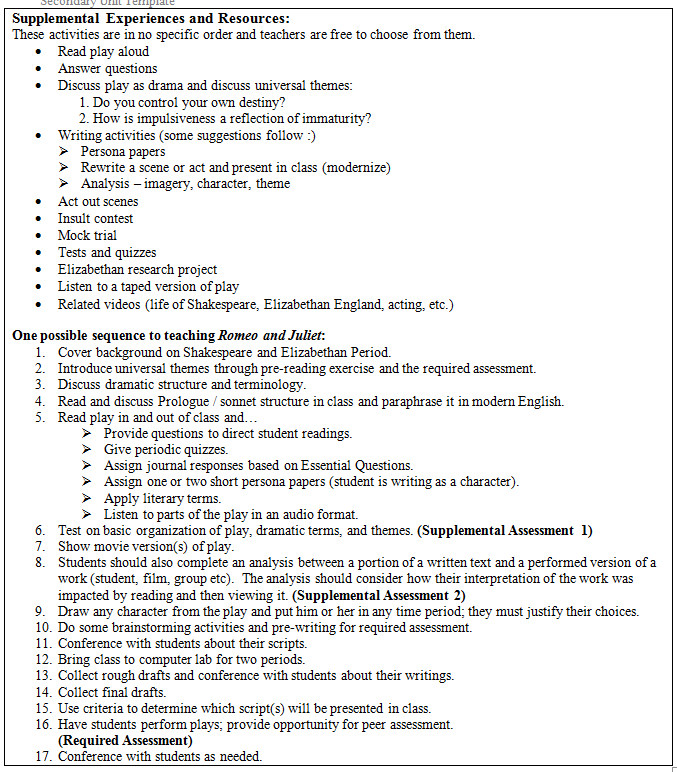 Secondary Unit Template
Supplemental Experiences and Resources:
These activities are in no specific order and teachers are free to choose from them.
• Read play aloud
• Answer questions
• Discuss play as drama and discuss universal themes:
1. Do you control your own destiny?
2. How is impulsiveness a reflection of immaturity?
• Writing activities (some suggestions follow :)
➢ Persona papers
➢ Rewrite a scene or act and present in class (modernize)
➢ Analysis – imagery, character, theme
• Act out scenes
• Insult contest
• Mock trial
• Tests and quizzes
• Elizabethan research project
• Listen to a taped version of play
• Related videos (life of Shakespeare, Elizabethan England, acting, etc.)
One possible sequence to teaching Romeo and Juliet:
1. Cover background on Shakespeare and Elizabethan Period.
2. Introduce universal themes through pre-reading exercise and the required assessment.
3. Discuss dramatic structure and terminology.
4. Read and discuss Prologue / sonnet structure in class and paraphrase it in modern English.
5. Read play in and out of class and…
➢ Provide questions to direct student readings.
➢ Give periodic quizzes.
➢ Assign journal responses based on Essential Questions.
➢ Assign one or two short persona papers (student is writing as a character).
➢ Apply literary terms.
➢ Listen to parts of the play in an audio format.
6. Test on basic organization of play, dramatic terms, and themes. (Supplemental Assessment 1)
7. Show movie version(s) of play.
8. Students should also complete an analysis between a portion of a written text and a performed version of a
work (student, film, group etc). The analysis should consider how their interpretation of the work was
impacted by reading and then viewing it. (Supplemental Assessment 2)
9. Draw any character from the play and put him or her in any time period; they must justify their choices.
10. Do some brainstorming activities and pre-writing for required assessment.
11. Conference with students about their scripts.
12. Bring class to computer lab for two periods.
13. Collect rough drafts and conference with students about their writings.
14. Collect final drafts.
15. Use criteria to determine which script(s) will be presented in class.
16. Have students perform plays; provide opportunity for peer assessment.
(Required Assessment)
17. Conference with students as needed.